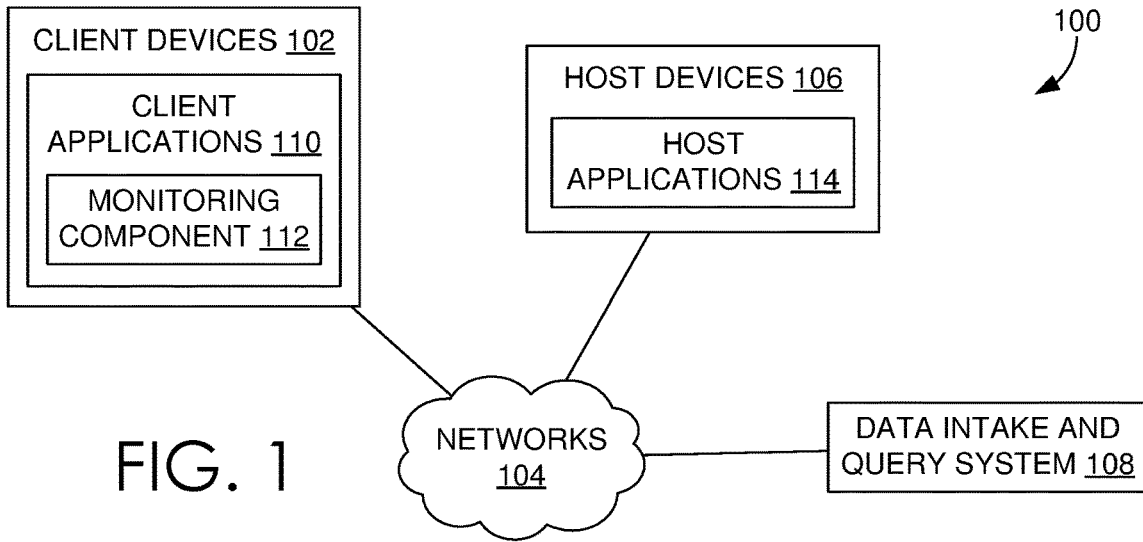 CLIENT DEVICES 102
CLIENT
APPLICATIONS 110
MONITORING
COMPONENT 112
HOST DEVICES 106
HOST
APPLICATIONS 114
100
NETWORKS
104
DATA INTAKE AND
QUERY SYSTEM 108
FIG. 1